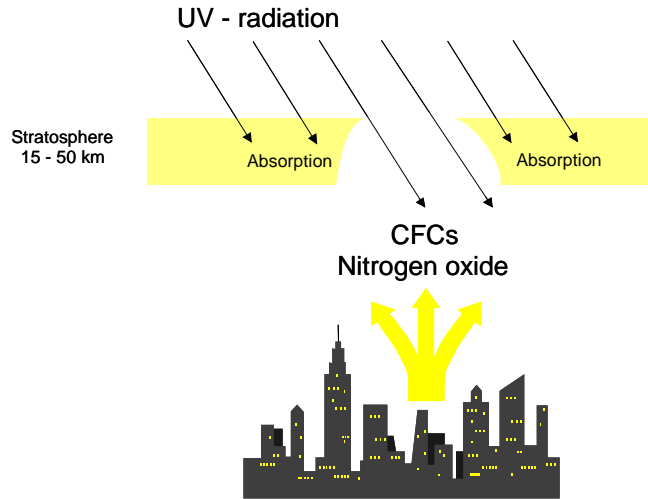 UV - radiation
Stratosphere
15 - 50 km
Absorption
Absorption
CFCs
Nitrogen oxide